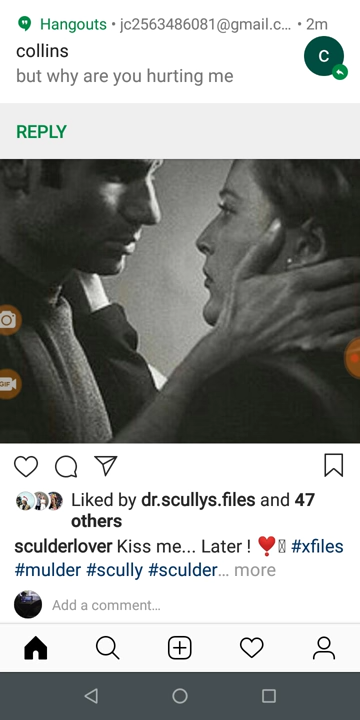 Hangouts • jc2563486081@gmail.c... • 2m
collins
C
but why are you hurting me
REPLY
GIF
Liked by dr.scullys.files and 47
others
sculderlover Kiss me... Later ! ❣️ #xfiles
#mulder #scully #sculder... more
Add a comment...